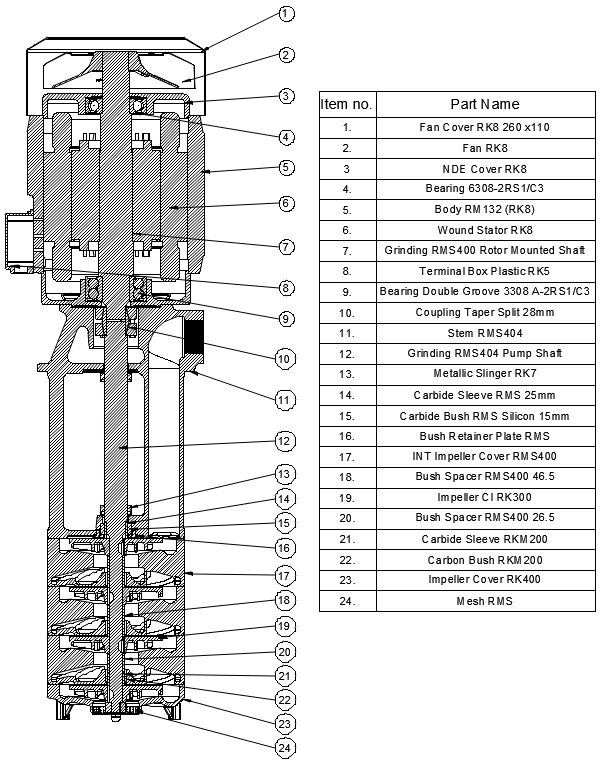 1
2
3
4
5
6
7
8
9
10
11
12
13
14
15
16
17
18
19
20
21
22
23
24
Item no. Part Name
1. Fan Cover RK8 260 x110
2. Fan RK8
3 NDE Cover RK8
4. Bearing 6308-2RS1/C3
5. Body RM132 (RK8)
6. Wound Stator RK8
7. Grinding RMS400 Rotor Mounted Shaft
8. Terminal Box Plastic RK5
9. Bearing Double Groove 3308 A-2RS1/C3
10. Coupling Taper Split 28mm
11. Stem RMS404
12. Grinding RMS404 Pump Shaft
13. Metallic Slinger RK7
14. Carbide Sleeve RMS 25mm
15. Carbide Bush RMS Silicon 15mm
16. Bush Retainer Plate RMS
17. INT Impeller Cover RMS400
18. Bush Spacer RMS400 46.5
19. Impeller CI RK300
20. Bush Spacer RMS400 26.5
21. Carbide Sleeve RKM200
22. Carbon Bush RKM200
23. Impeller Cover RK400
24. Mesh RMS